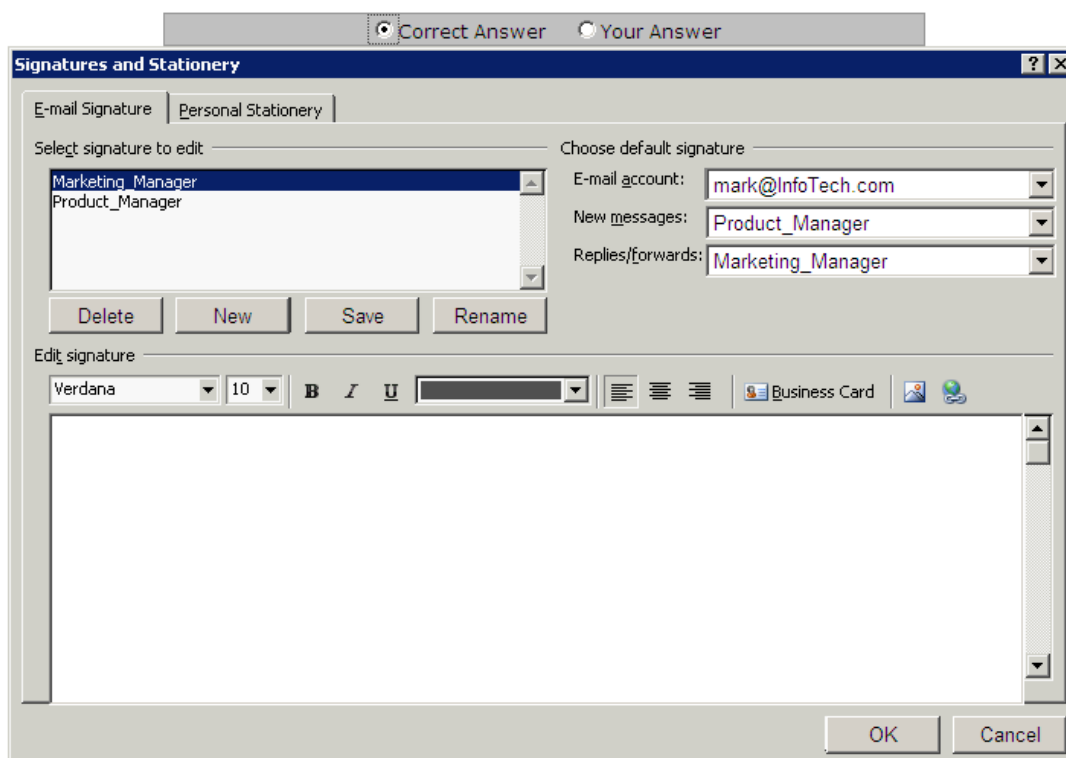 Correct Answer Your Answer
Signatures and Stationery
E-mail Signature Personal Stationery
Select signature to edit
Marketing_Manager
Product_Manager
Delete New Save Rename
Choose default signature
E-mail account: mark@InfoTech.com
New messages: Product_Manager
Replies/forwards: Marketing_Manager
Edit signature
Verdana 10 B I U Business Card
OK Cancel